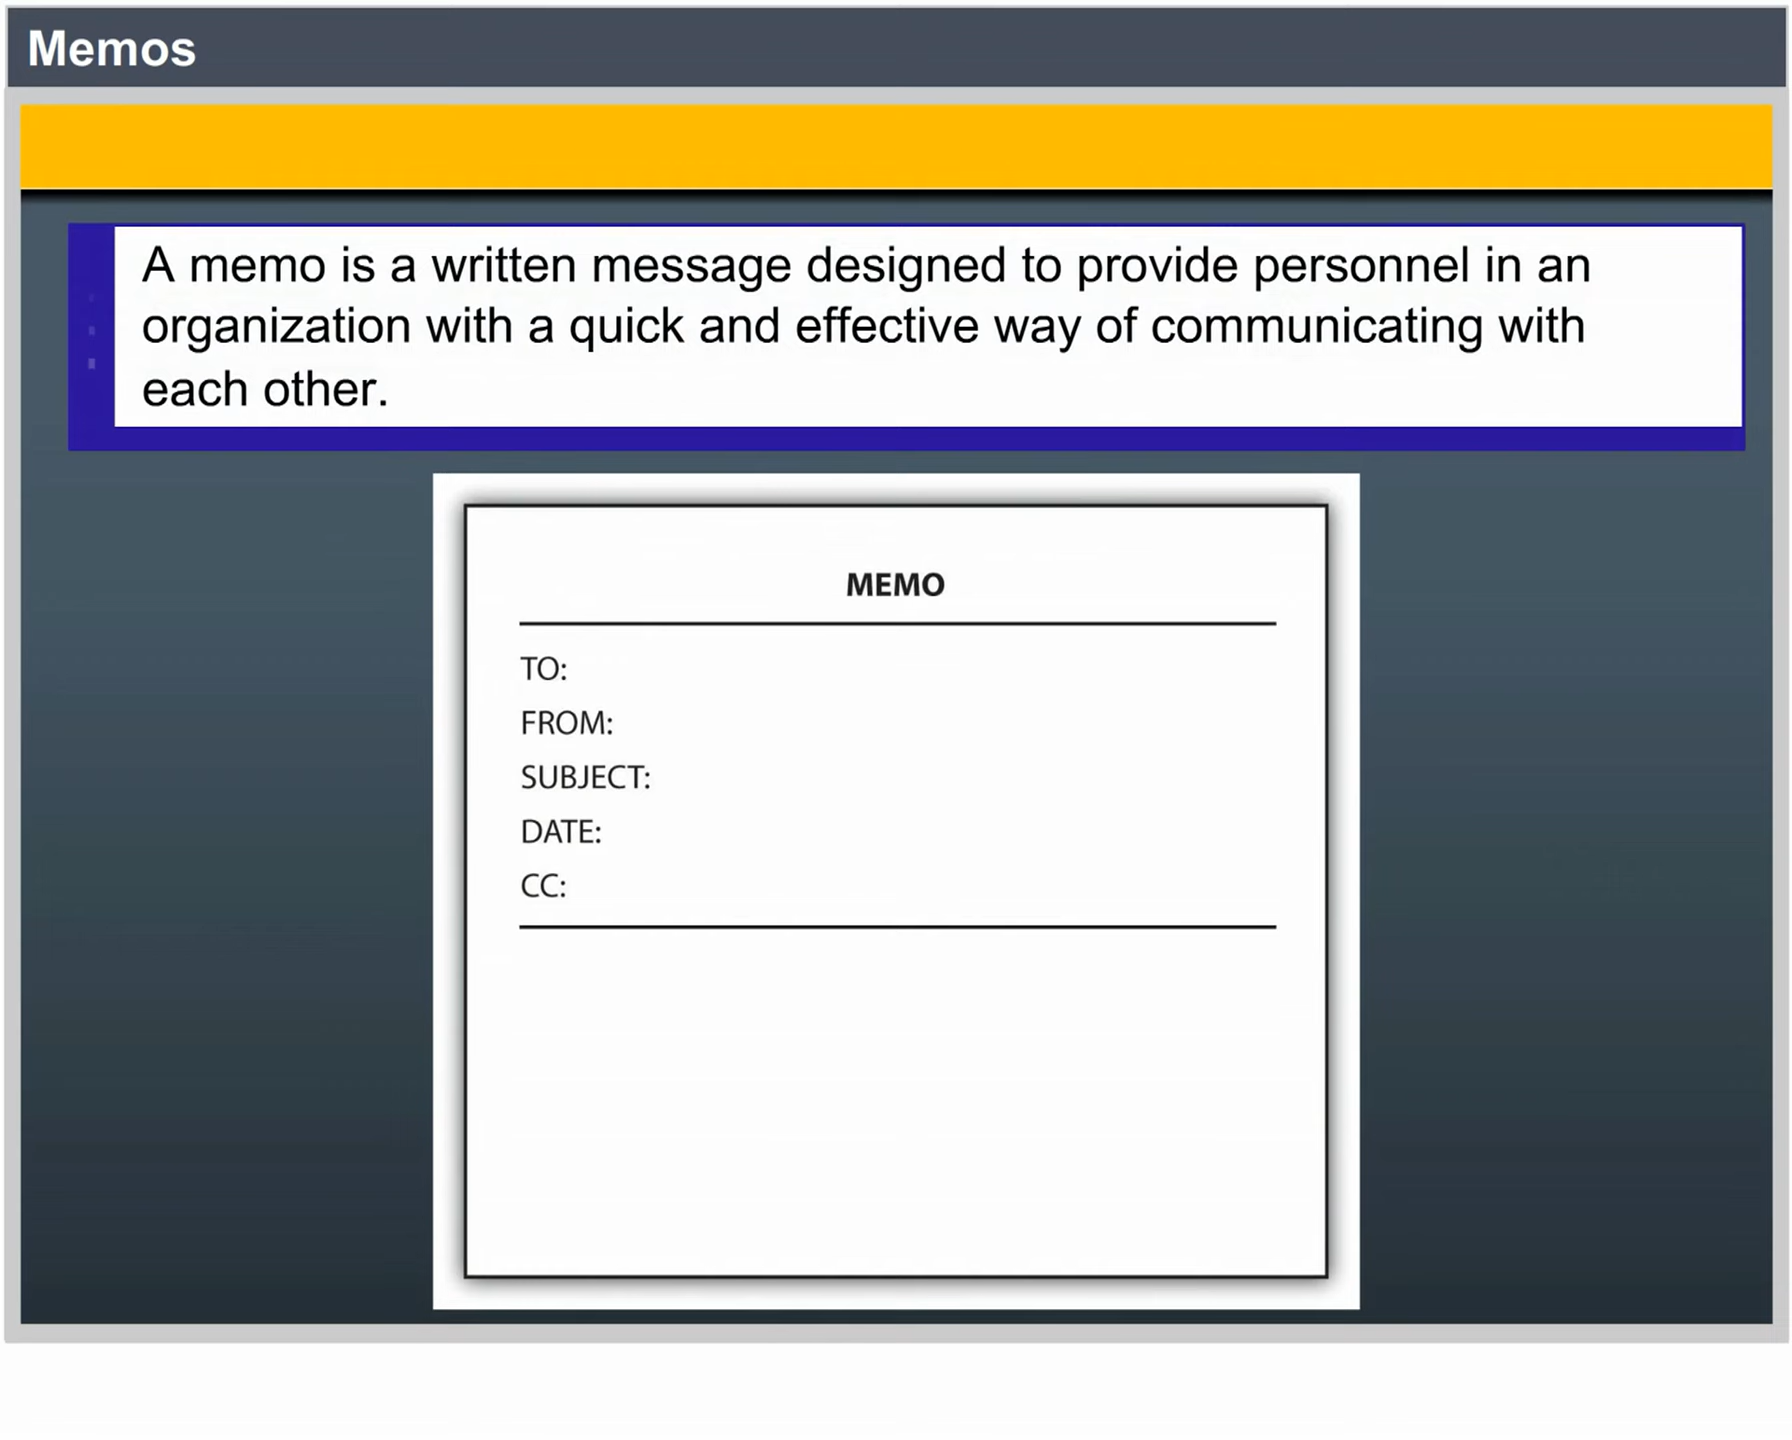 Memos
A memo is a written message designed to provide personnel in an
organization with a quick and effective way of communicating with
each other.
MEMO
TO:
FROM:
SUBJECT:
DATE:
CC: